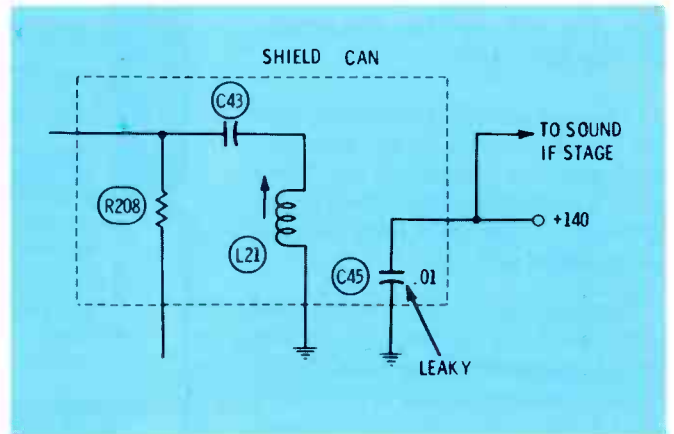 SHIELD CAN
C43
TO SOUND
IF STAGE
R208
+140
L21
C45
.01
LEAKY